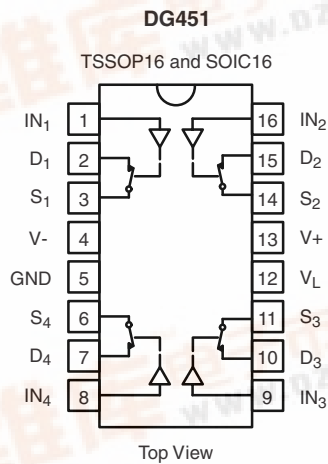 DG451
TSSOP16 and SOIC16
IN1 1 16 IN2
D1 2 15 D2
S1 3 14 S2
V- 4 13 V+
GND 5 12 VL
S4 6 11 S3
D4 7 10 D3
IN4 8 9 IN3
Top View